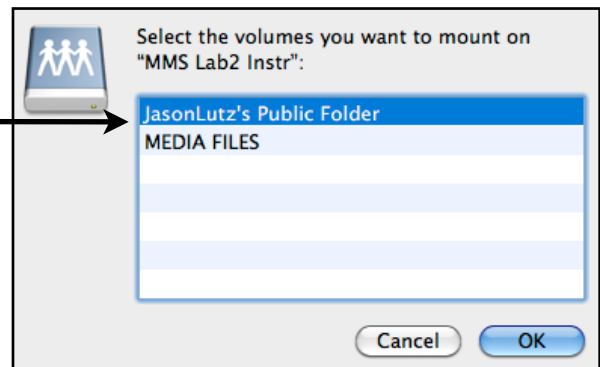 Select the volumes you want to mount on
"MMS Lab2 Instr":
JasonLutz's Public Folder
MEDIA FILES
Cancel
OK